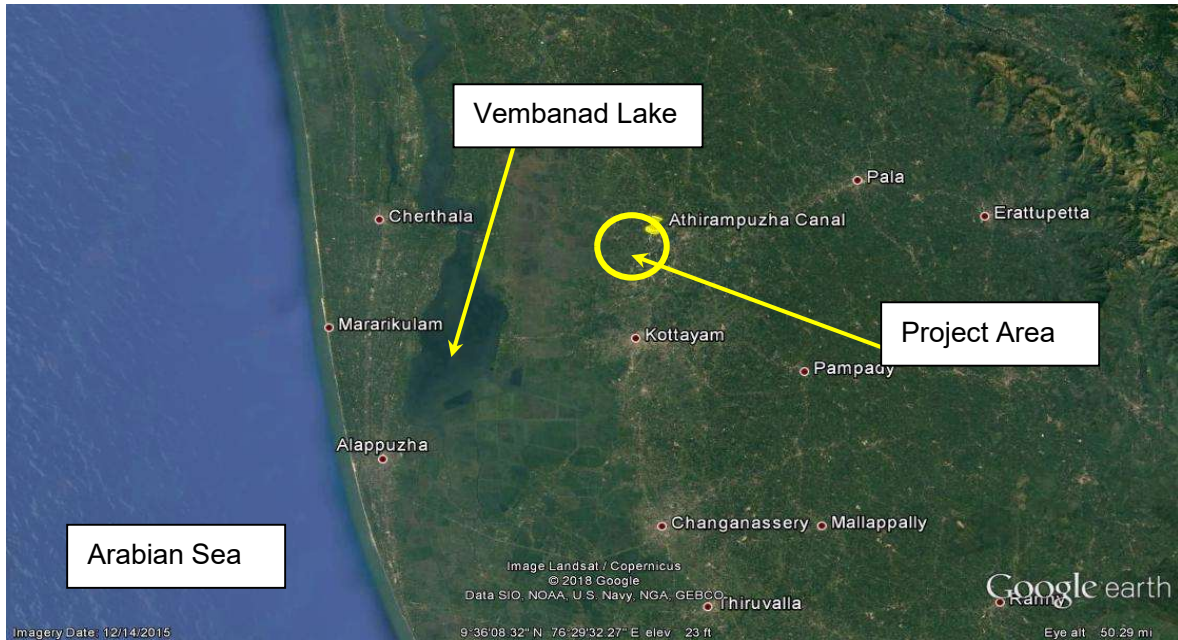 Vembanad Lake
Pala
Cherthala
Athirampuzha Canal
Erattupetta
Mararikulam
Kottayam
Project Area
Pampady
Alappuzha
Changanassery
Mallappally
Arabian Sea
Image Landsat / Copernicus
© 2018 Google
Data SIO, NOAA, U.S. Navy, NGA, GEBCO
Thiruvalla
Google earth
Imagery Date: 12/14/2015
9°36'08.32" N 76°29'32.27" E elev 23 ft
Eye alt 50.29 mi